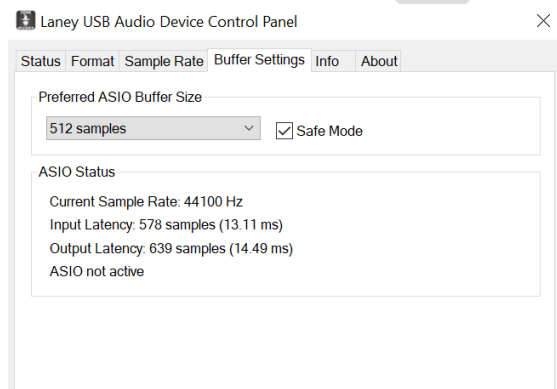 Laney USB Audio Device Control Panel
Status Format Sample Rate Buffer Settings Info About
Preferred ASIO Buffer Size
512 samples Safe Mode
ASIO Status
Current Sample Rate: 44100 Hz
Input Latency: 578 samples (13.11 ms)
Output Latency: 639 samples (14.49 ms)
ASIO not active